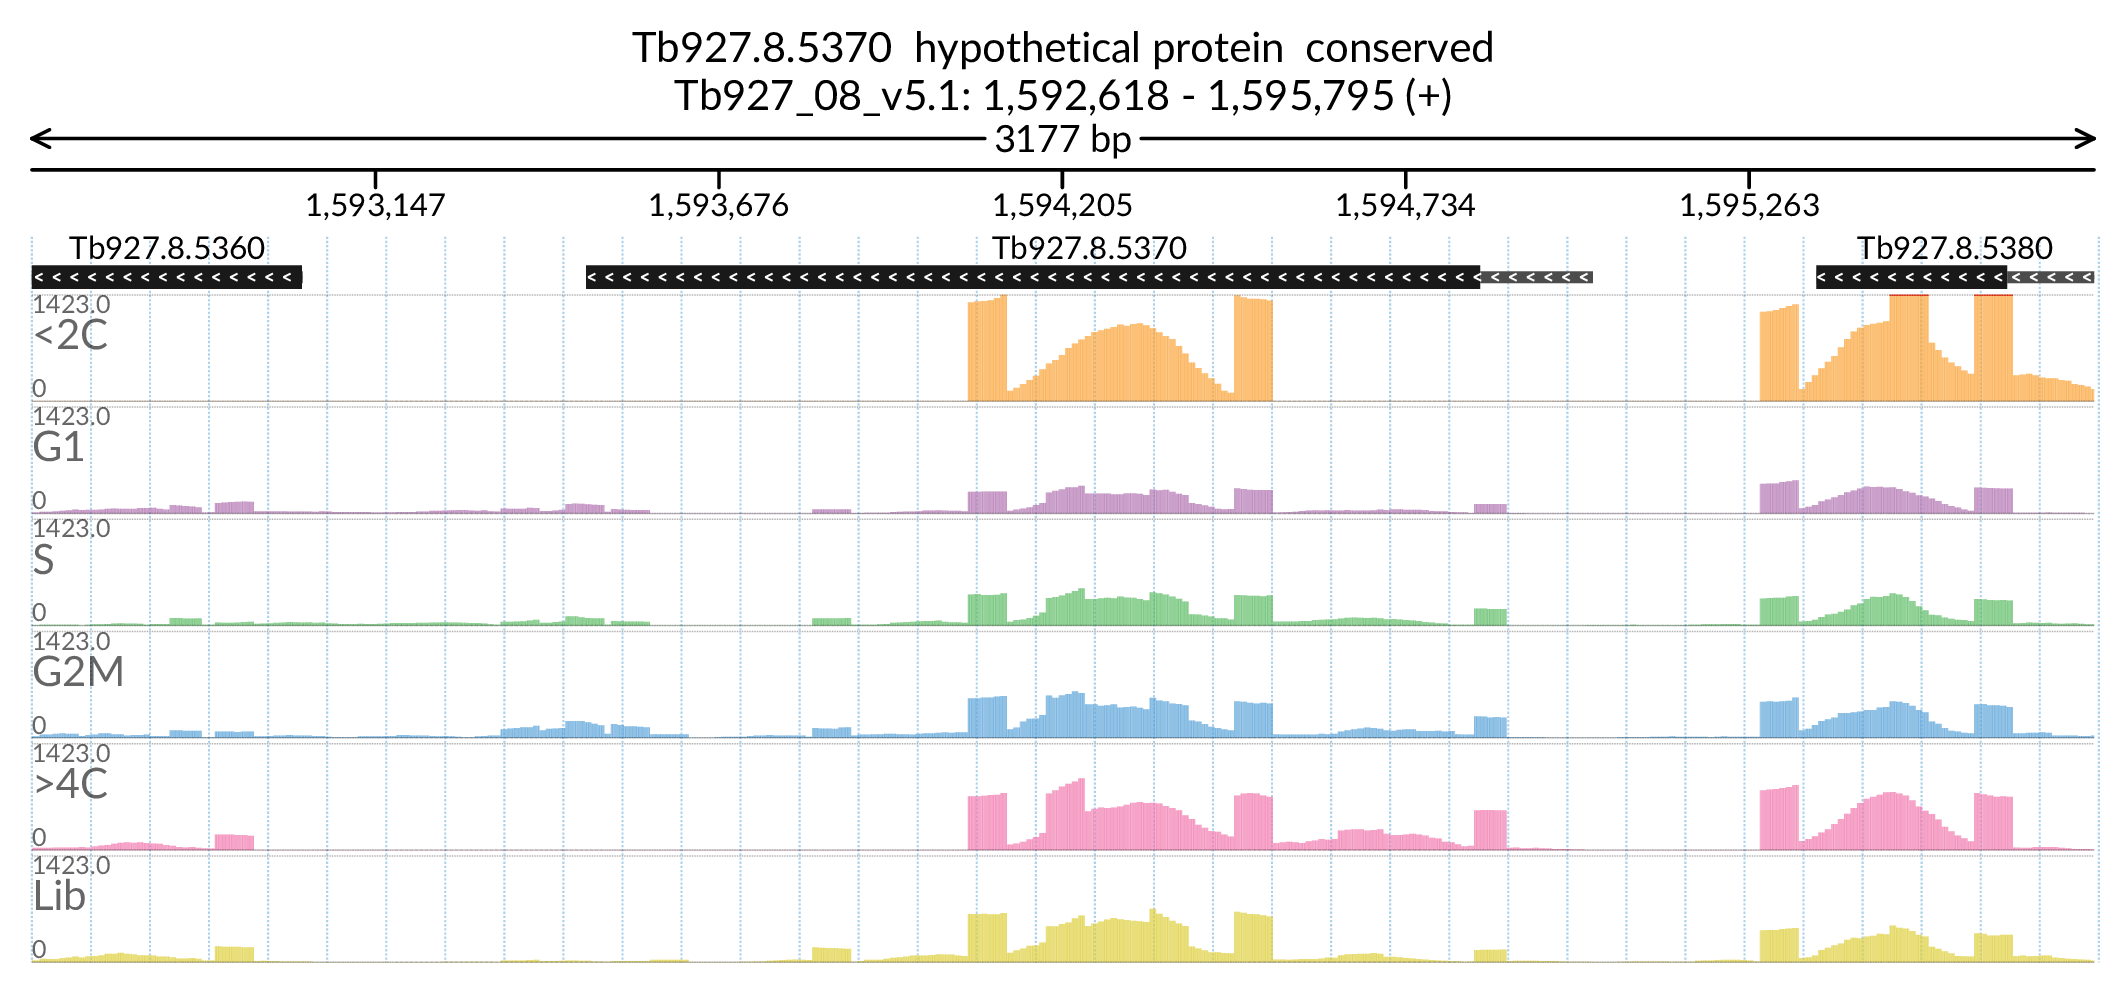 Tb927.8.5370  hypothetical protein  conserved
Tb927_08_v5.1: 1,592,618 - 1,595,795 (+)
3177 bp
1,593,147 1,593,676 1,594,205 1,594,734 1,595,263
Tb927.8.5360 Tb927.8.5370 Tb927.8.5380
1423.0
<2C
0
1423.0
G1
0
1423.0
S
0
1423.0
G2M
0
1423.0
>4C
0
1423.0
Lib
0